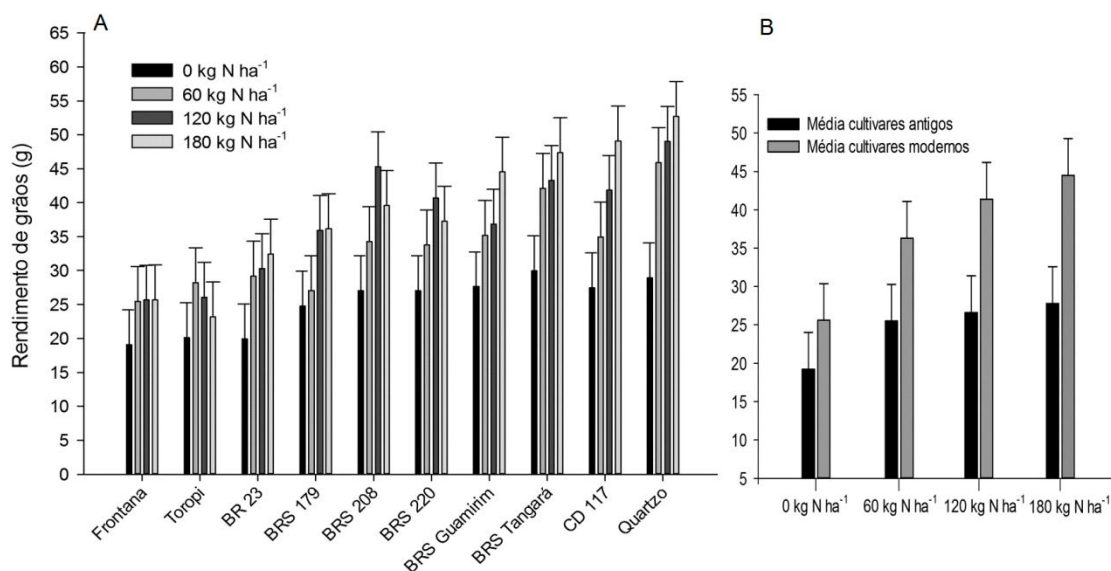 A
0 kg N ha⁻¹
60 kg N ha⁻¹
120 kg N ha⁻¹
180 kg N ha⁻¹
Rendimento de grãos (g)
65
60
55
50
45
40
35
30
25
20
15
10
5
0
Frontana
Toropi
BR 23
BRS 179
BRS 208
BRS 220
BRS Guamirim
BRS Tangará
CD 117
Quartzo
B
Média cultivares antigos
Média cultivares modernos
55
50
45
40
35
30
25
20
15
10
5
0 kg N ha⁻¹
60 kg N ha⁻¹
120 kg N ha⁻¹
180 kg N ha⁻¹